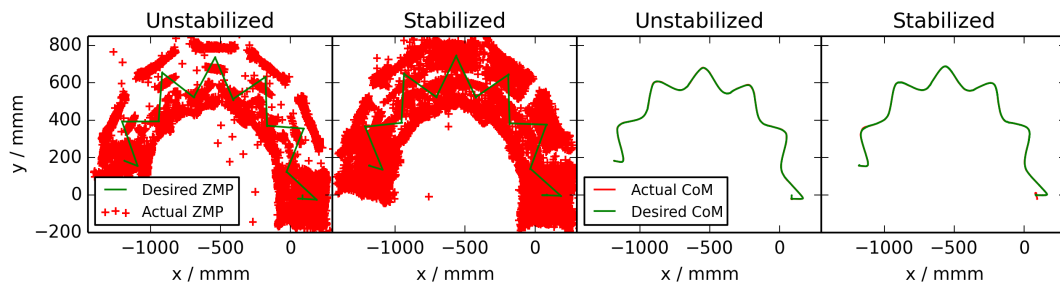 Unstabilized Stabilized Unstabilized Stabilized
800
600
400
200
0
−200
y / mmm
Desired ZMP
Actual ZMP
Actual CoM
Desired CoM
−1000 −500 0 −1000 −500 0 −1000 −500 0 −1000 −500 0
x / mmm x / mmm x / mmm x / mmm